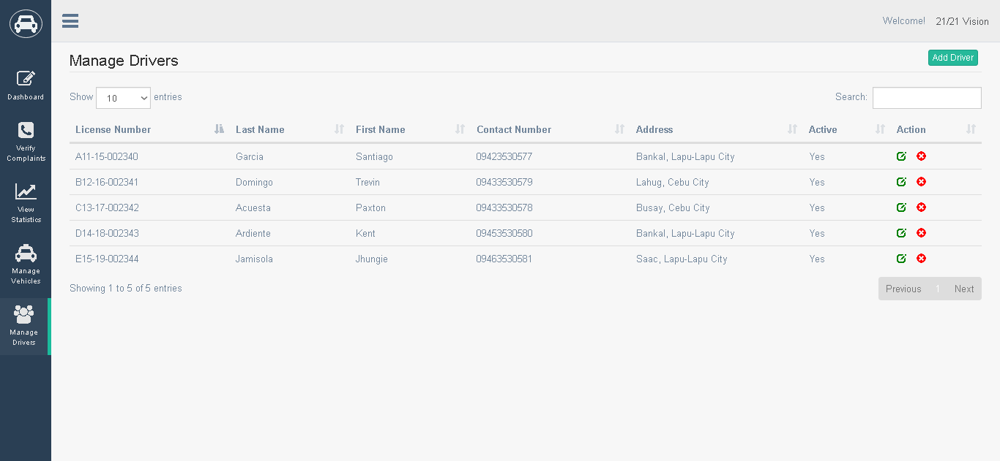 Welcome! 21/21 Vision
Manage Drivers
Add Driver
Dashboard
Verify
Complaints
View
Statistics
Manage
Vehicles
Manage
Drivers
Show 10 entries
Search:
License Number Last Name First Name Contact Number Address Active Action
A11-15-002340 Garcia Santiago 09423530577 Bankal, Lapu-Lapu City Yes
B12-16-002341 Domingo Trevin 09433530579 Lahug, Cebu City Yes
C13-17-002342 Acuesta Paxton 09433530578 Busay, Cebu City Yes
D14-18-002343 Ardiente Kent 09453530580 Bankal, Lapu-Lapu City Yes
E15-19-002344 Jamisola Jhungie 09463530581 Saac, Lapu-Lapu City Yes
Showing 1 to 5 of 5 entries
Previous 1 Next